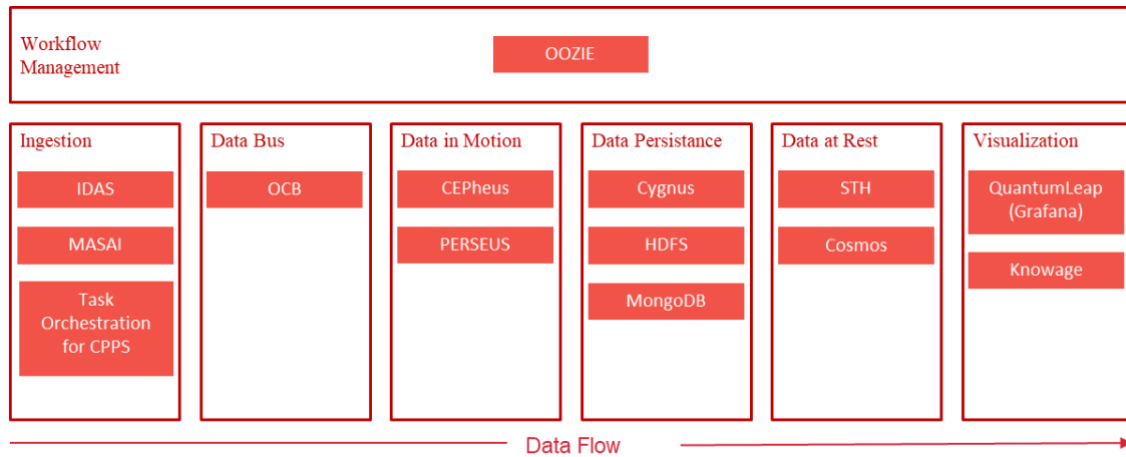 Workflow
Management
OOZIE
Ingestion
IDAS
MASAI
Task
Orchestration
for CPPS
Data Bus
OCB
Data in Motion
CEPheus
PERSEUS
Data Persistance
Cygnus
HDFS
MongoDB
Data at Rest
STH
Cosmos
Visualization
QuantumLeap
(Grafana)
Knowage
Data Flow